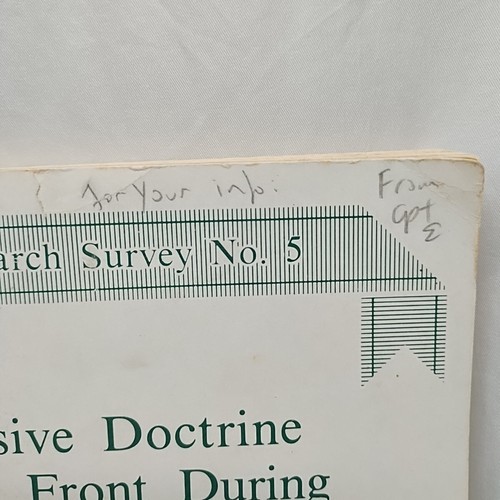 for your info:
From
Cpt
Σ
arch Survey No. 5
sive Doctrine
Front During